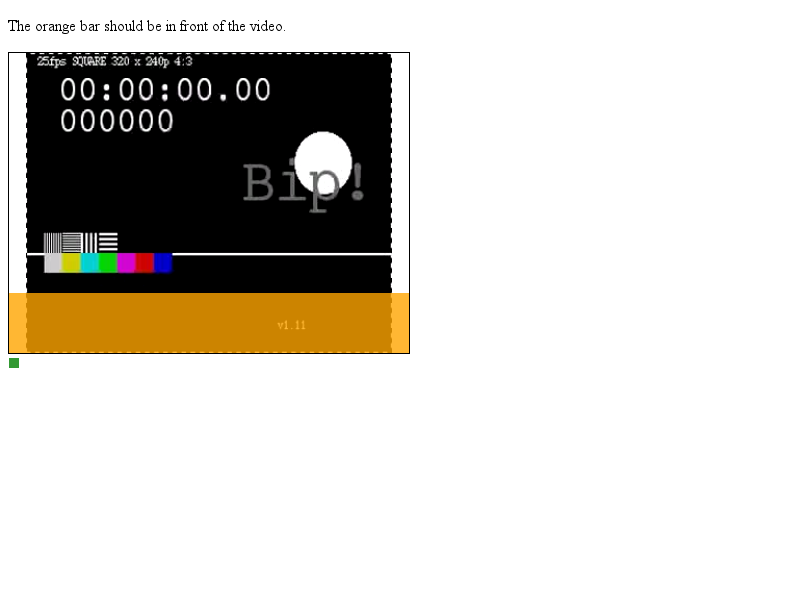 The orange bar should be in front of the video.
25fps SQUARE 320 x 240p 4:3
00:00:00.00
000000
Bip!
v1.11